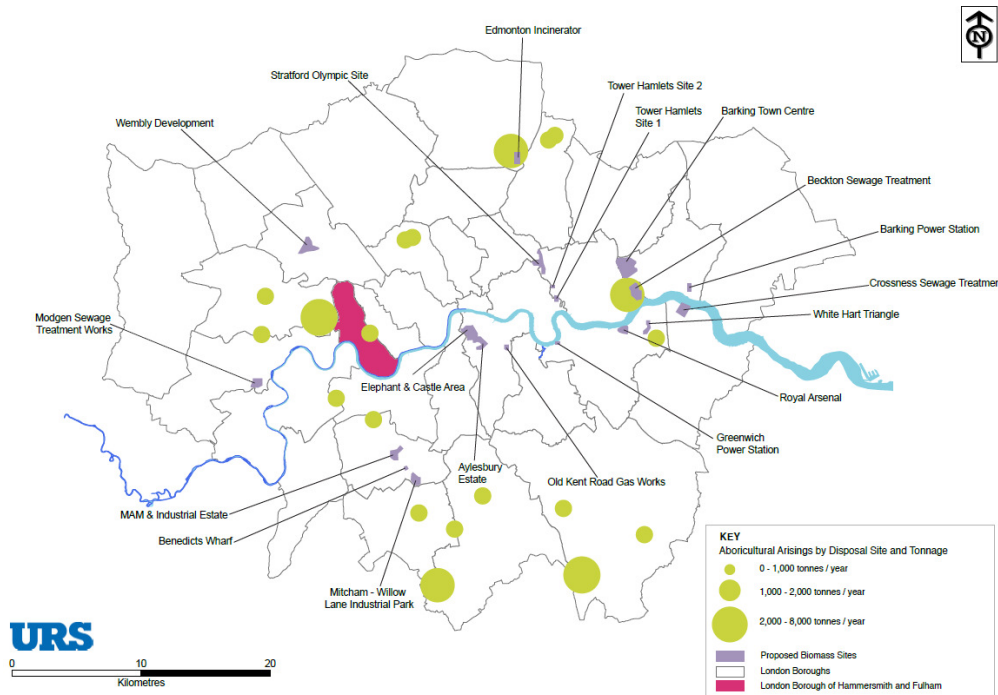 Edmonton Incinerator
Stratford Olympic Site
Tower Hamlets Site 2
Tower Hamlets
Site 1
Barking Town Centre
Wembly Development
Beckton Sewage Treatment
Barking Power Station
Crossness Sewage Treatmer
White Hart Triangle
Modgen Sewage
Treatment Works
Elephant & Castle Area
Royal Arsenal
Greenwich
Power Station
Aylesbury
Estate
Old Kent Road Gas Works
MAM & Industrial Estate
Benedicts Wharf
Mitcham - Willow
Lane Industrial Park
KEY
Aboricultural Arisings by Disposal Site and Tonnage
0 - 1,000 tonnes / year
1,000 - 2,000 tonnes / year
2,000 - 8,000 tonnes / year
Proposed Biomass Sites
London Boroughs
London Borough of Hammersmith and Fulham
URS
0 10 20
Kilometres
N